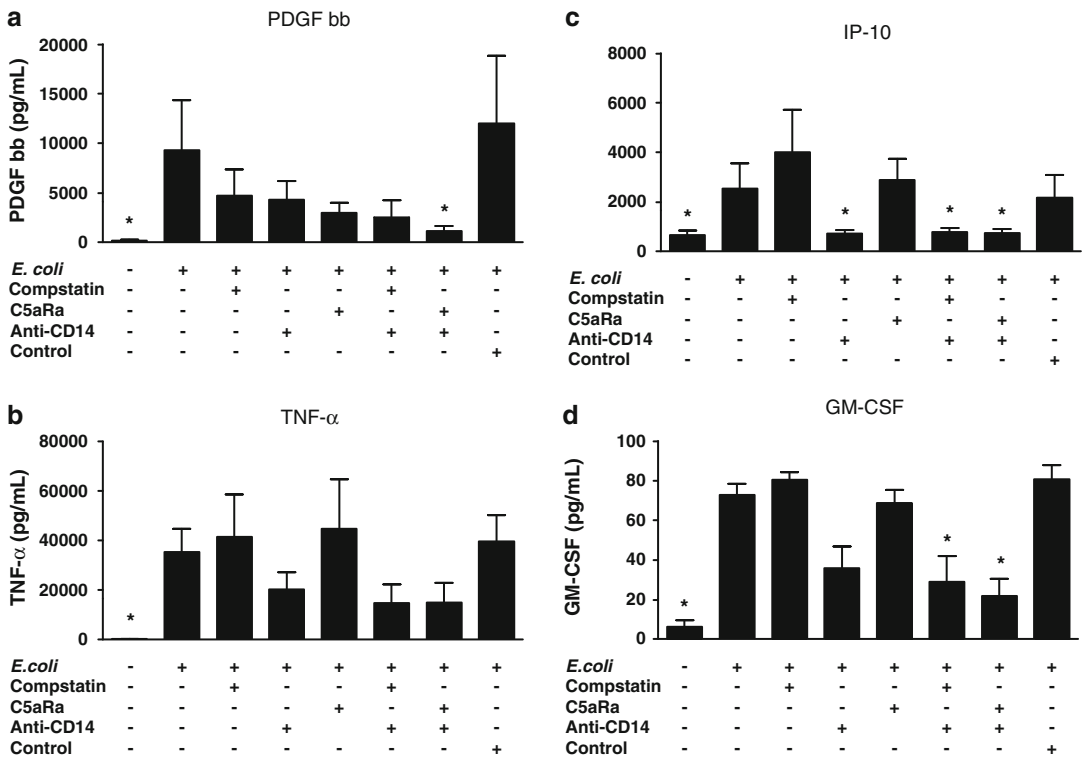 a
PDGF bb
PDGF bb (pg/mL)
20000
15000
10000
5000
0
* *
E. coli - + + + + + + +
Compstatin - - + - - + - -
C5aRa - - - - + - + -
Anti-CD14 - - - + - + + -
Control - - - - - - - +
b
TNF-α
TNF-α (pg/mL)
80000
60000
40000
20000
0
*
E.coli - + + + + + + +
Compstatin - - + - - + - -
C5aRa - - - - + - + -
Anti-CD14 - - - + - + + -
Control - - - - - - - +
c
IP-10
8000
6000
4000
2000
0
* * * *
E. coli - + + + + + + +
Compstatin - - + - - + - -
C5aRa - - - - + - + -
Anti-CD14 - - - + - + + -
Control - - - - - - - +
d
GM-CSF
GM-CSF (pg/mL)
100
80
60
40
20
0
* * *
E. coli - + + + + + + +
Compstatin - - + - - + - -
C5aRa - - - - + - + -
Anti-CD14 - - - + - + + -
Control - - - - - - - +